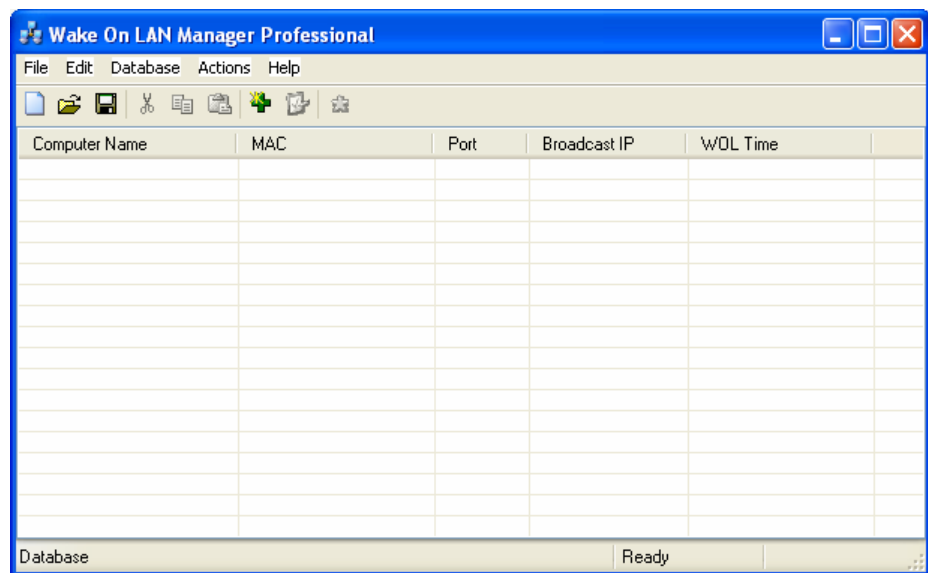 Wake On LAN Manager Professional
File Edit Database Actions Help
Computer Name MAC Port Broadcast IP WOL Time
Database Ready